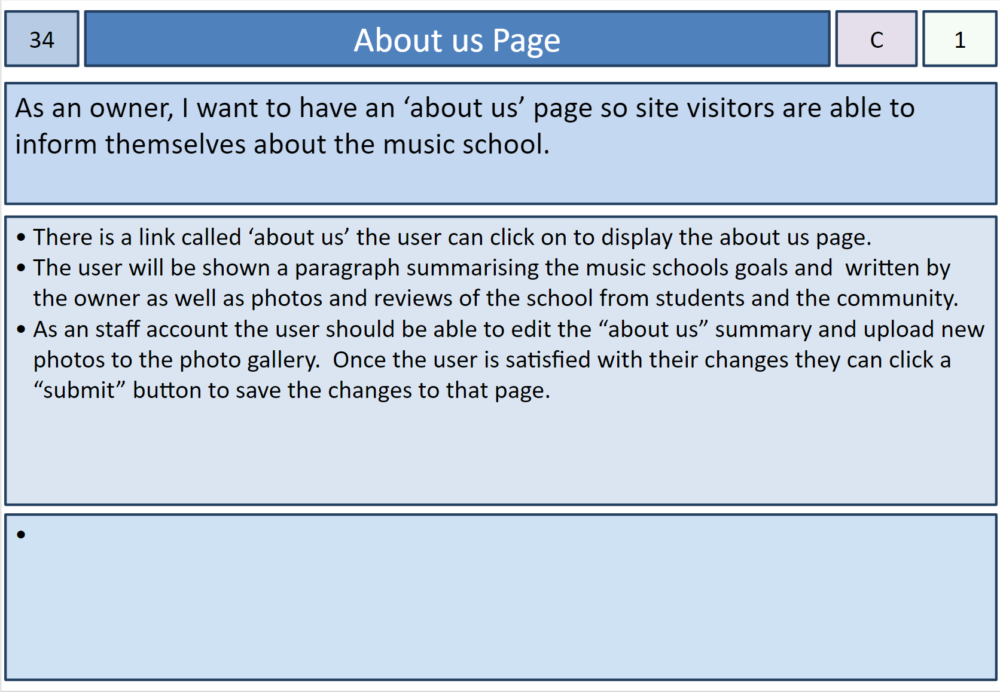 34 About us Page C 1
As an owner, I want to have an ‘about us’ page so site visitors are able to
inform themselves about the music school.
• There is a link called ‘about us’ the user can click on to display the about us page.
• The user will be shown a paragraph summarising the music schools goals and  written by
the owner as well as photos and reviews of the school from students and the community.
• As an staff account the user should be able to edit the “about us” summary and upload new
photos to the photo gallery.  Once the user is satisfied with their changes they can click a
“submit” button to save the changes to that page.
•